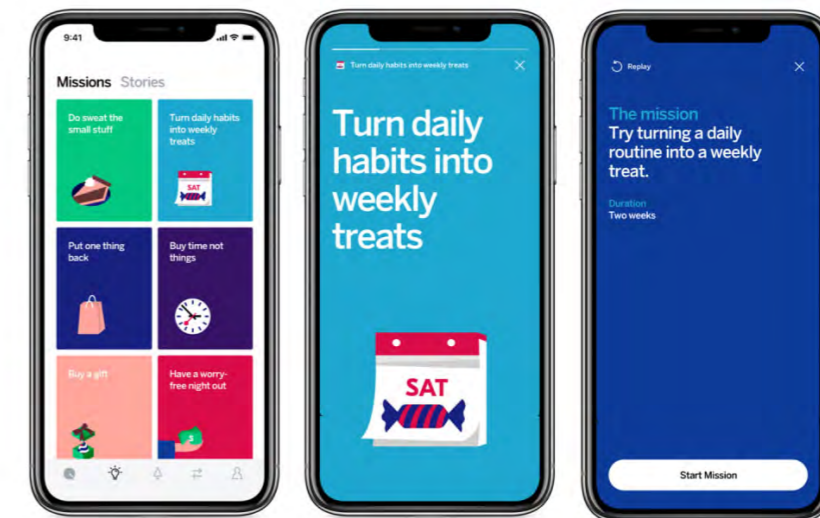 9:41
Missions Stories
Do sweat the
small stuff
Turn daily habits
into weekly
treats
SAT
Put one thing
back
Buy time not
things
Buy a gift
Have a worry-
free night out
Turn daily habits into weekly treats
Turn daily
habits into
weekly
treats
SAT
Replay
The mission
Try turning a daily
routine into a weekly
treat.
Duration
Two weeks
Start Mission